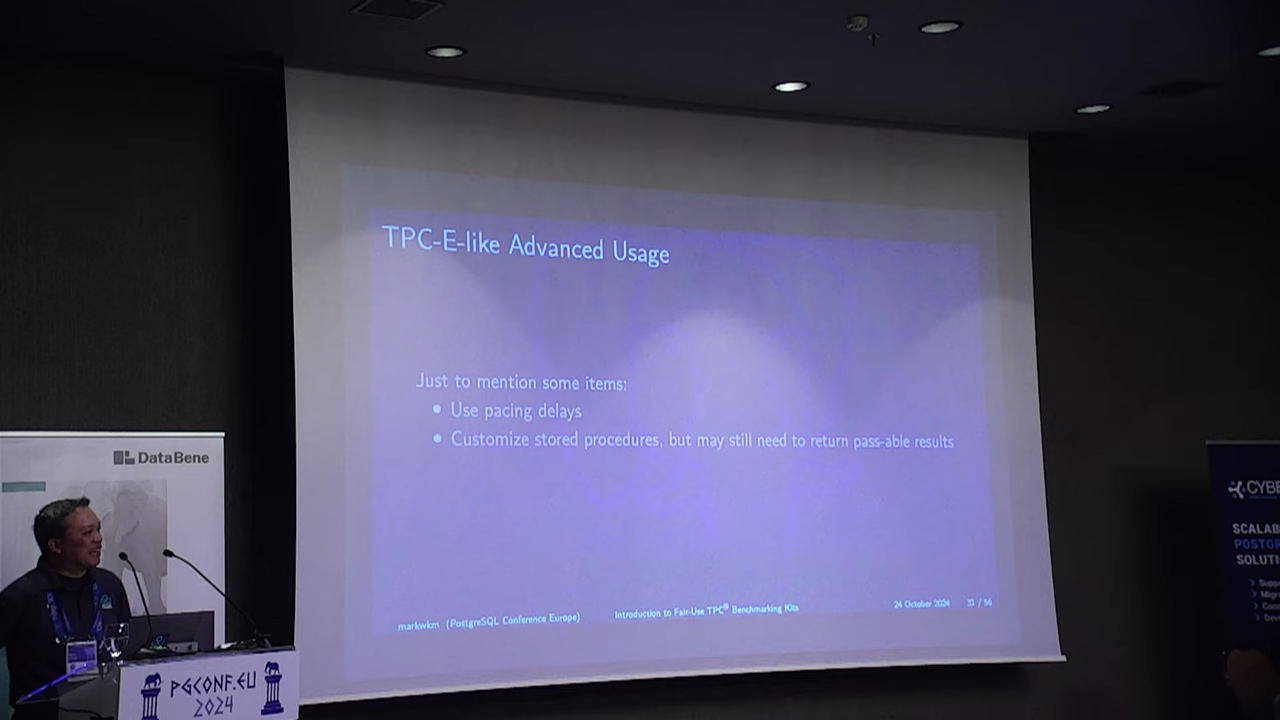 TPC-E-like Advanced Usage
Just to mention some items:
• Use pacing delays
• Customize stored procedures, but may still need to return pass-able results
markwkm (PostgreSQL Conference Europe) Introduction to Fair-Use TPC® Benchmarking Kits 24 October 2024 31 / 56
DataBene
PGCONF.EU
2024
CYBE
SCALAB
POSTGR
SOLUTI